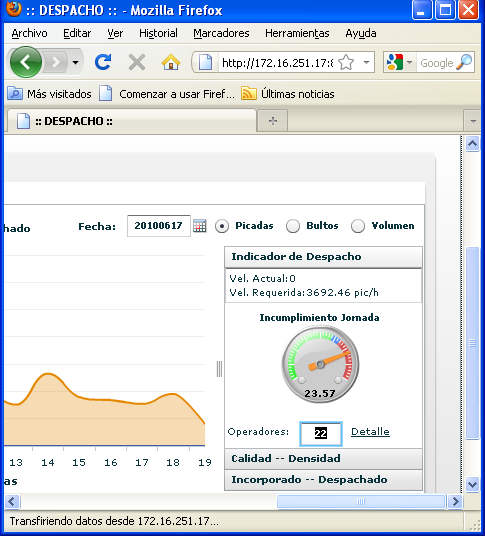 :: DESPACHO :: - Mozilla Firefox
Archivo Editar Ver Historial Marcadores Herramientas Ayuda
http://172.16.251.17:8
Google
Más visitados Comenzar a usar Firef... Últimas noticias
:: DESPACHO ::
hado Fecha: 20100617 Picadas Bultos Volumen
Indicador de Despacho
Vel. Actual:0
Vel. Requerida:3692.46 pic/h
Incumplimiento Jornada
23.57
Operadores: 22 Detalle
13 14 15 16 17 18 19
Calidad -- Densidad
as
Incorporado -- Despachado
Transfiriendo datos desde 172.16.251.17...